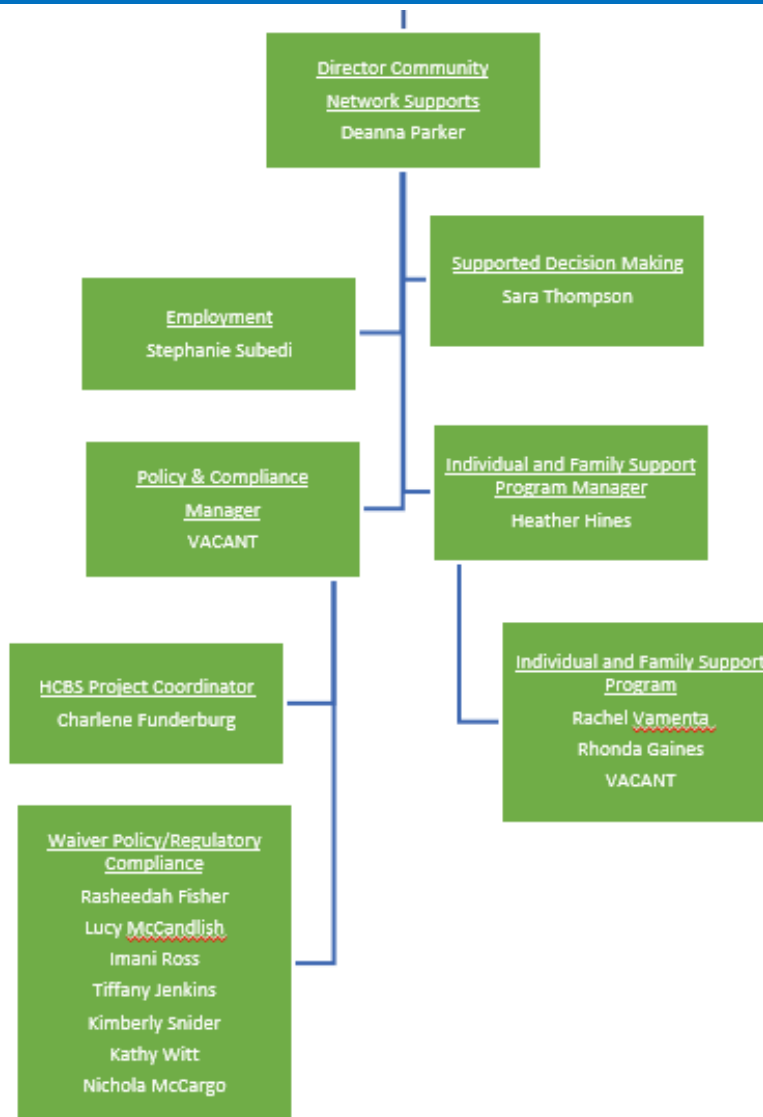 Director Community
Network Supports
Deanna Parker
Supported Decision Making
Sara Thompson
Employment
Stephanie Subedi
Individual and Family Support
Program Manager
Heather Hines
Policy & Compliance
Manager
VACANT
Individual and Family Support
Program
Rachel Vamenta
Rhonda Gaines
VACANT
HCBS Project Coordinator
Charlene Funderburg
Waiver Policy/Regulatory
Compliance
Rasheedah Fisher
Lucy McCandlish
Imani Ross
Tiffany Jenkins
Kimberly Snider
Kathy Witt
Nichola McCargo